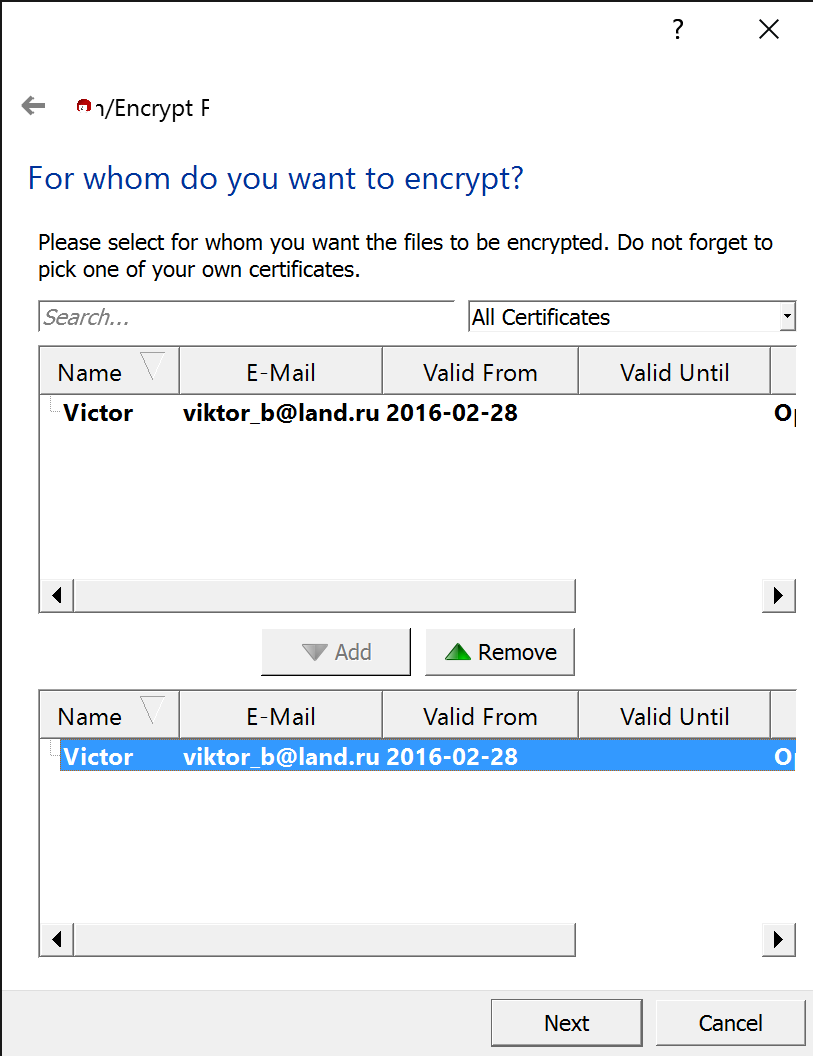 ?
n/Encrypt F
For whom do you want to encrypt?
Please select for whom you want the files to be encrypted. Do not forget to
pick one of your own certificates.
Search... All Certificates
Name E-Mail Valid From Valid Until
Victor viktor_b@land.ru 2016-02-28 Op
Add Remove
Name E-Mail Valid From Valid Until
Victor viktor_b@land.ru 2016-02-28 Op
Next Cancel